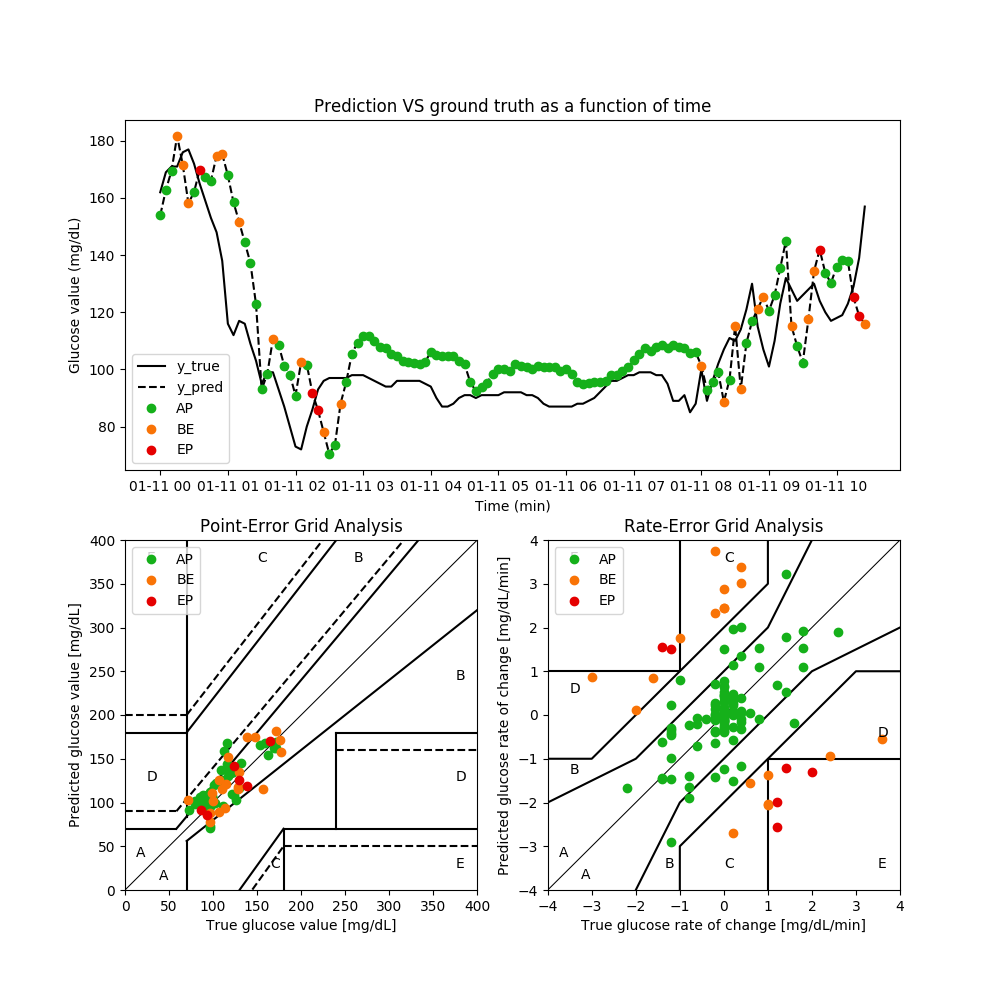 Prediction VS ground truth as a function of time
Glucose value (mg/dL)
180
160
140
120
100
80
y_true
y_pred
AP
BE
EP
01-11 00 01-11 01 01-11 02 01-11 03 01-11 04 01-11 05 01-11 06 01-11 07 01-11 08 01-11 09 01-11 10
Time (min)
Point-Error Grid Analysis
Predicted glucose value [mg/dL]
400
350
300
250
200
150
100
50
0
AP
BE
EP
C B
B
D D
A
A C E
0 50 100 150 200 250 300 350 400
True glucose value [mg/dL]
Rate-Error Grid Analysis
Predicted glucose rate of change [mg/dL/min]
4
3
2
1
0
−1
−2
−3
−4
AP
BE
EP
C
D
D
B
A
A B C E
−4 −3 −2 −1 0 1 2 3 4
True glucose rate of change [mg/dL/min]